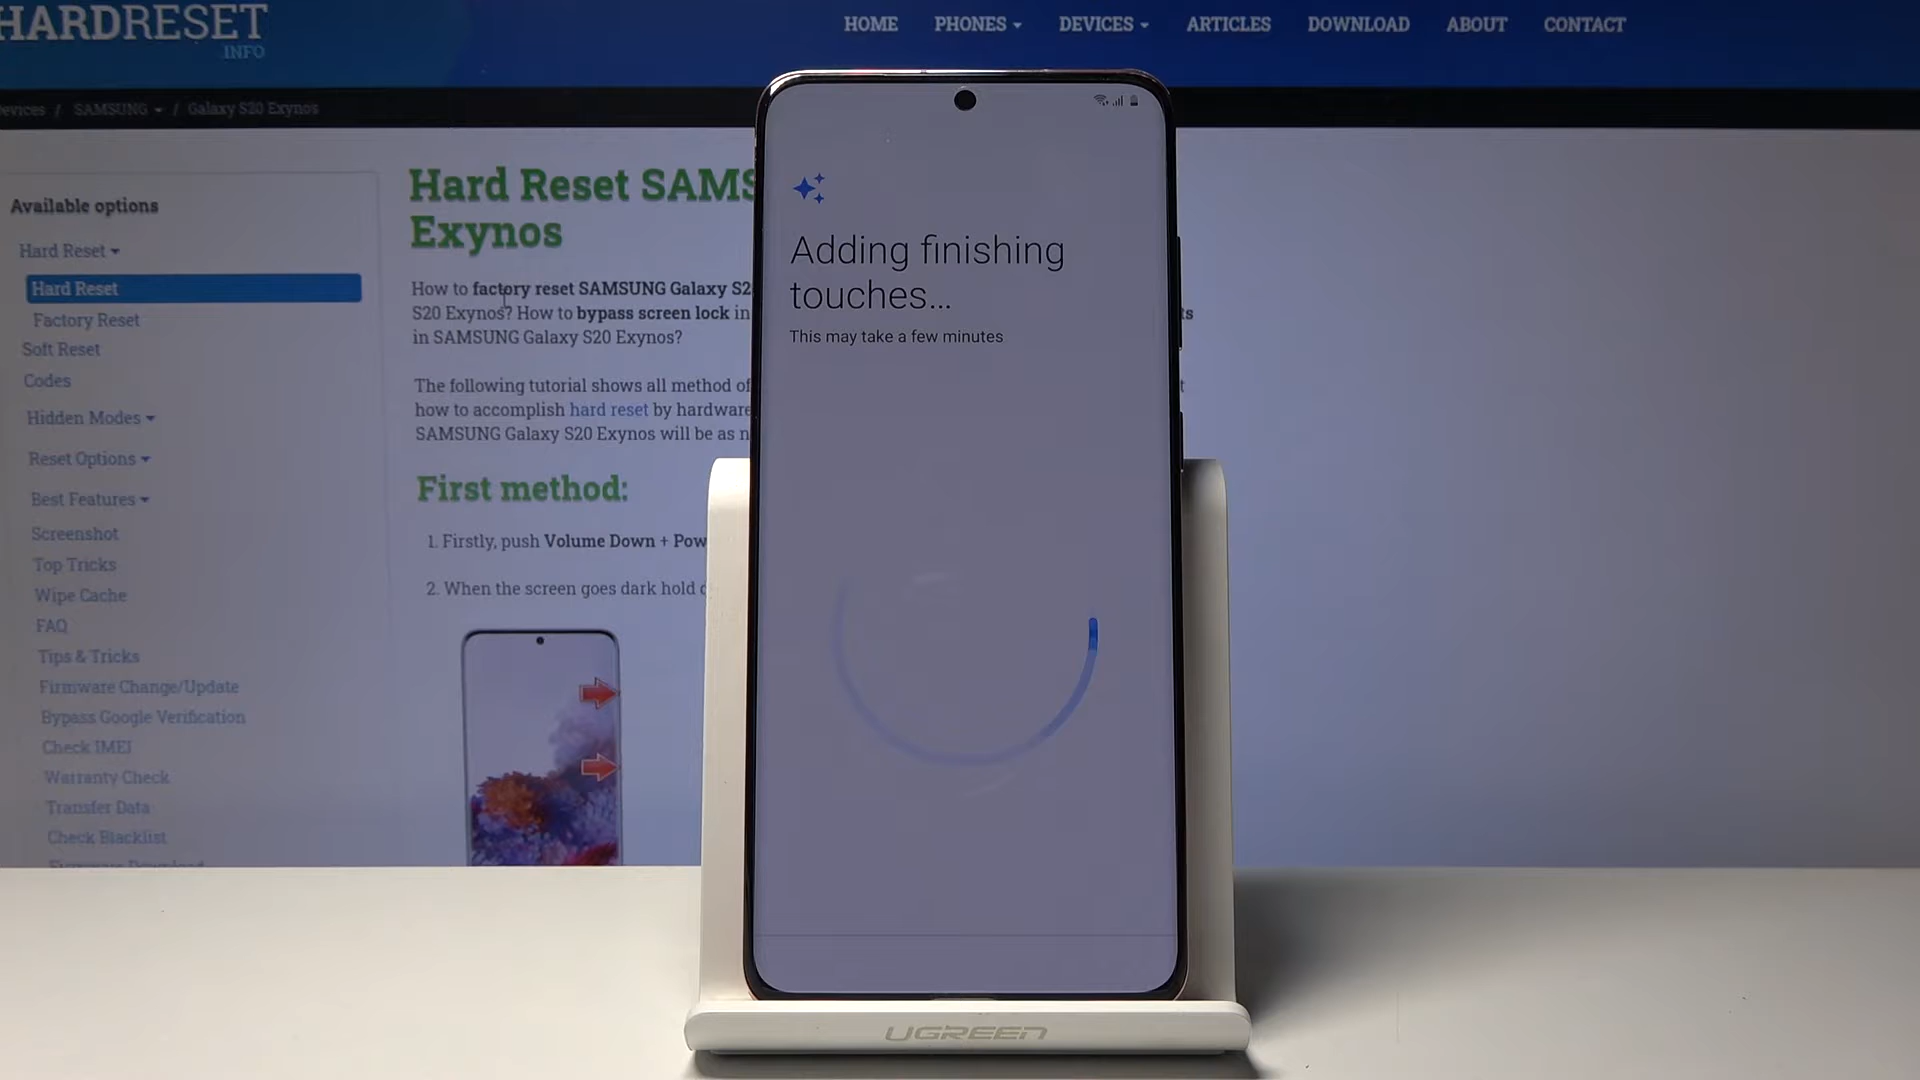 HARDRESET
INFO
HOME PHONES DEVICES ARTICLES DOWNLOAD ABOUT CONTACT
/ SAMSUNG / Galaxy S20 Exynos
Available options
Hard Reset
Hard Reset
Factory Reset
Soft Reset
Codes
Hidden Modes
Reset Options
Best Features
Screenshot
Top Tricks
Wipe Cache
FAQ
Tips & Tricks
Firmware Change/Update
Bypass Google Verification
Check IMEI
Warranty Check
Transfer Data
Check Blacklist
Firmware Download
Hard Reset SAMS
Exynos
How to factory reset SAMSUNG Galaxy S2
S20 Exynos? How to bypass screen lock in
in SAMSUNG Galaxy S20 Exynos?
The following tutorial shows all method of
how to accomplish hard reset by hardware
SAMSUNG Galaxy S20 Exynos will be as n
First method:
1. Firstly, push Volume Down + Pow
2. When the screen goes dark hold
Adding finishing
touches...
This may take a few minutes
UGREEN